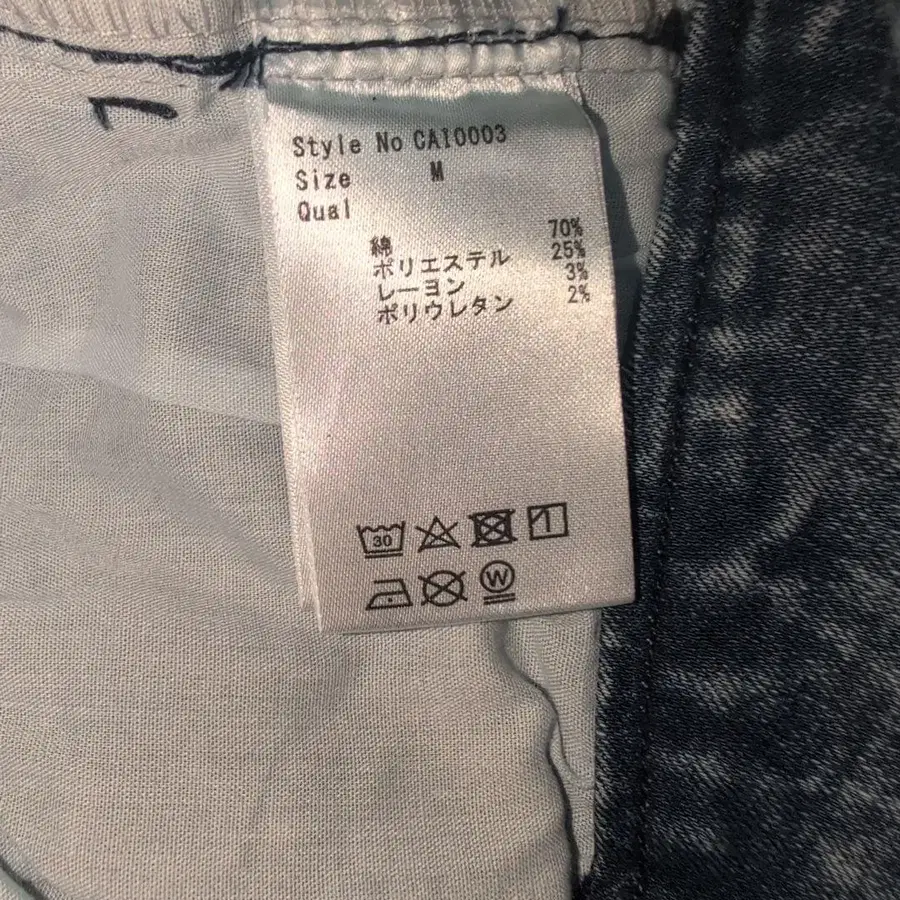 Style No CA10003
Size M
Qual
綿 70%
ポリエステル 25%
レーヨン 3%
ポリウレタン 2%
30
W